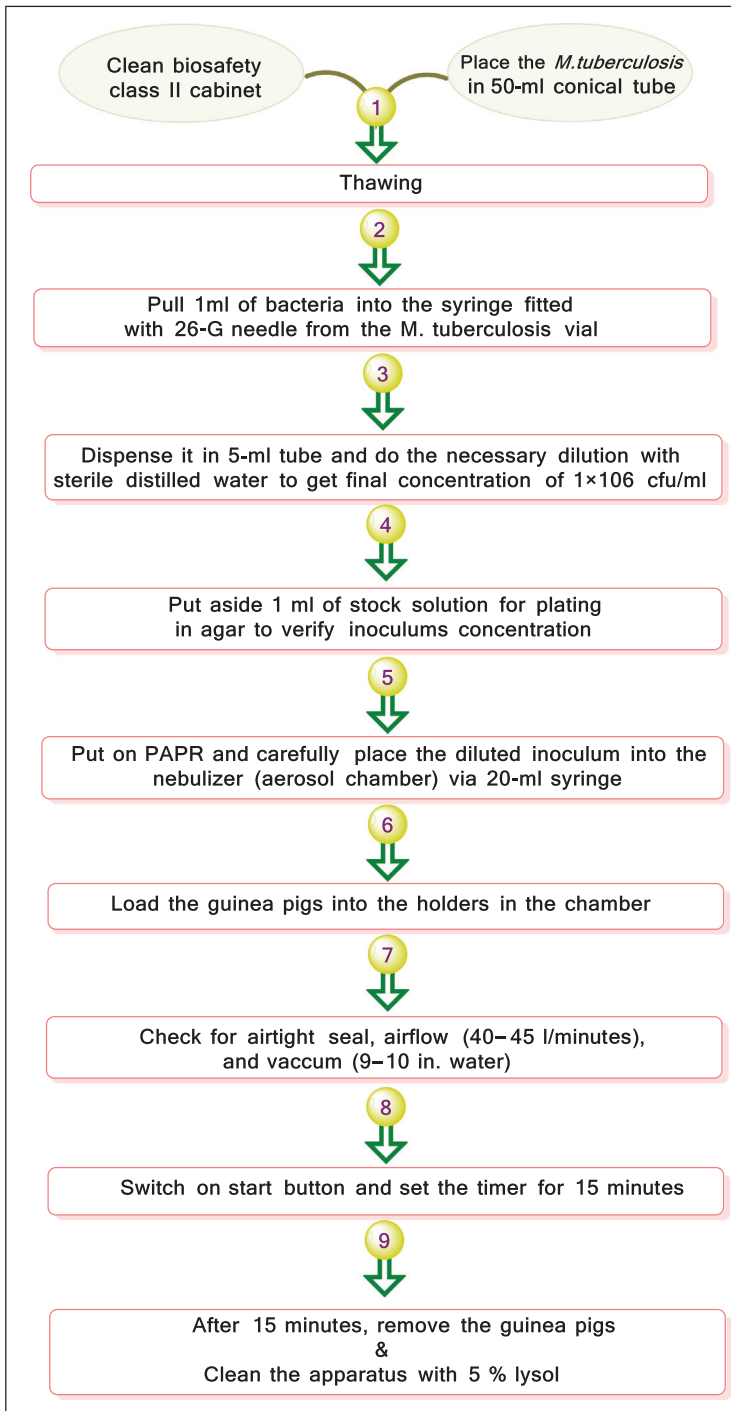 Clean biosafety
class II cabinet
Place the M.tuberculosis
in 50-ml conical tube
1
Thawing
2
Pull 1ml of bacteria into the syringe fitted
with 26-G needle from the M. tuberculosis vial
3
Dispense it in 5-ml tube and do the necessary dilution with
sterile distilled water to get final concentration of 1×106 cfu/ml
4
Put aside 1 ml of stock solution for plating
in agar to verify inoculums concentration
5
Put on PAPR and carefully place the diluted inoculum into the
nebulizer (aerosol chamber) via 20-ml syringe
6
Load the guinea pigs into the holders in the chamber
7
Check for airtight seal, airflow (40–45 l/minutes),
and vaccum (9–10 in. water)
8
Switch on start button and set the timer for 15 minutes
9
After 15 minutes, remove the guinea pigs
&
Clean the apparatus with 5 % lysol